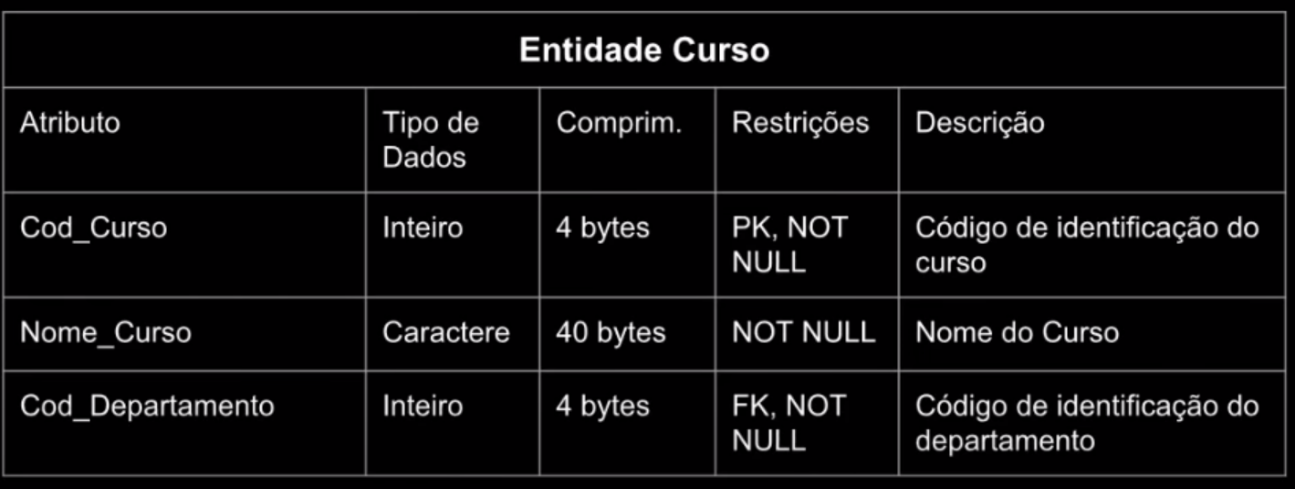 Entidade Curso
Atributo
Tipo de
Dados
Comprim.
Restrições
Descrição
Cod_Curso
Inteiro
4 bytes
PK, NOT
NULL
Código de identificação do
curso
Nome_Curso
Caractere
40 bytes
NOT NULL
Nome do Curso
Cod_Departamento
Inteiro
4 bytes
FK, NOT
NULL
Código de identificação do
departamento